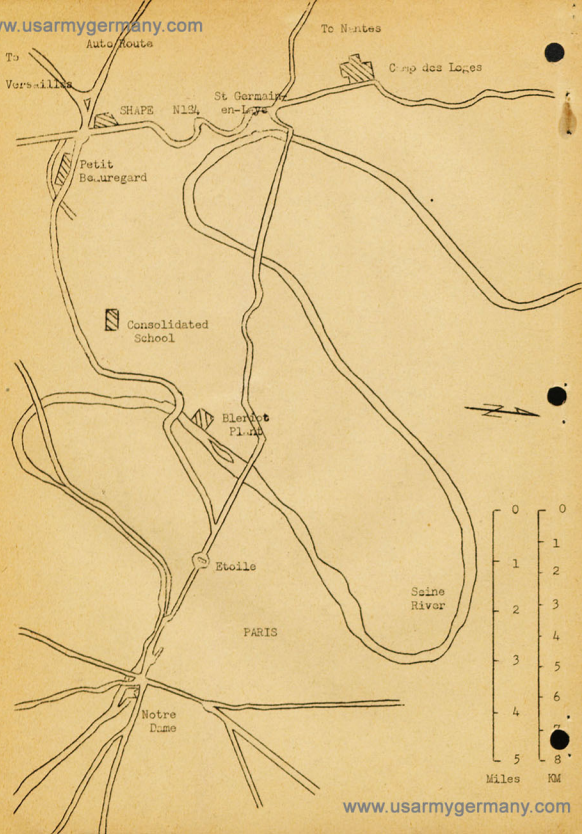 www.usarmygermany.com
Auto Route
To Nantes
To
Versailles
Camp des Loges
St Germain-
en-Laye
SHAPE N184
Petit
Beauregard
Consolidated
School
Bleriot
Plant
N
0 0
1
1
2
Etoile
Seine
River
2
3
4
PARIS
3
5
6
Notre
Dame
4
7
5 8
Miles KM
www.usarmygermany.com